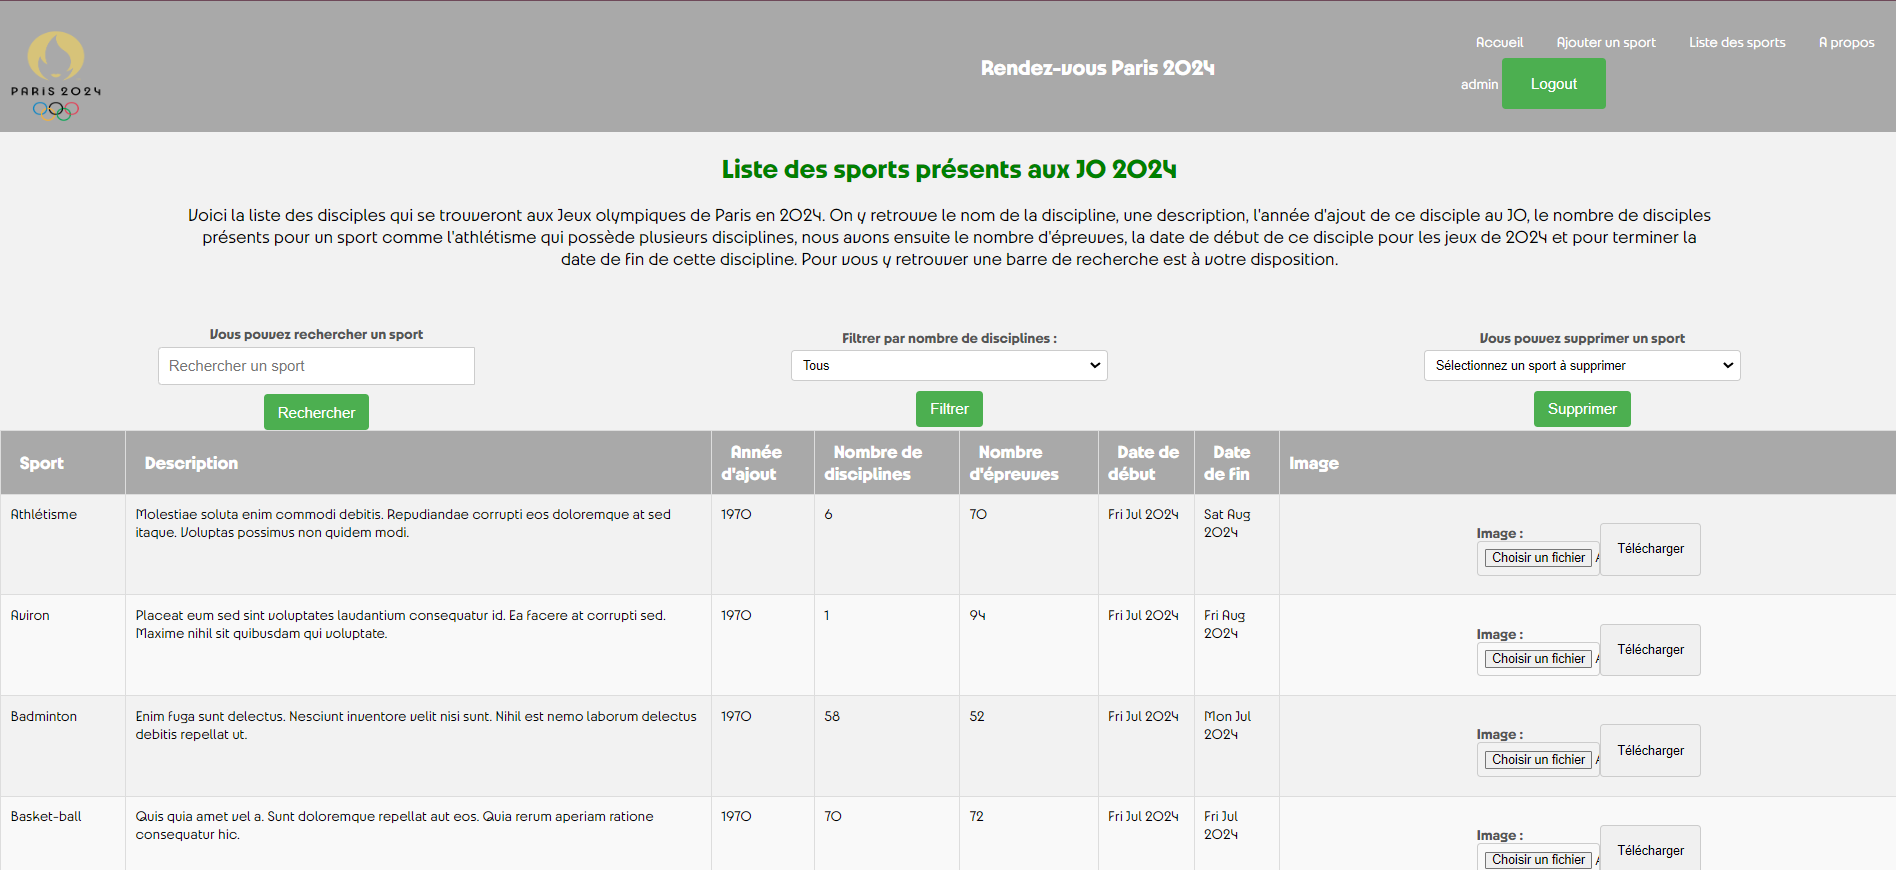 PARIS 2024
Rendez-vous Paris 2024
Accueil Ajouter un sport Liste des sports A propos
admin Logout
Liste des sports présents aux JO 2024
Voici la liste des disciples qui se trouveront aux Jeux olympiques de Paris en 2024. On y retrouve le nom de la discipline, une description, l'année d'ajout de ce disciple au JO, le nombre de disciples
présents pour un sport comme l'athlétisme qui possède plusieurs disciplines, nous avons ensuite le nombre d'épreuves, la date de début de ce disciple pour les jeux de 2024 et pour terminer la
date de fin de cette discipline. Pour vous y retrouver une barre de recherche est à votre disposition.
Vous pouvez rechercher un sport
Rechercher un sport
Rechercher
Filtrer par nombre de disciplines :
Tous
Filtrer
Vous pouvez supprimer un sport
Sélectionnez un sport à supprimer
Supprimer
Sport
Description
Année
d'ajout
Nombre de
disciplines
Nombre
d'épreuves
Date de
début
Date
de fin
Image
Athlétisme
Molestiae soluta enim commodi debitis. Repudiandae corrupti eos doloremque at sed
itaque. Voluptas possimus non quidem modi.
1970
6
70
Fri Jul 2024
Sat Aug
2024
Image :
Choisir un fichier
Télécharger
Aviron
Placeat eum sed sint voluptates laudantium consequatur id. Ea facere at corrupti sed.
Maxime nihil sit quibusdam qui voluptate.
1970
1
94
Fri Jul 2024
Fri Aug
2024
Image :
Choisir un fichier
Télécharger
Badminton
Enim fuga sunt delectus. Nesciunt inventore velit nisi sunt. Nihil est nemo laborum delectus
debitis repellat ut.
1970
58
52
Fri Jul 2024
Mon Jul
2024
Image :
Choisir un fichier
Télécharger
Basket-ball
Quis quia amet vel a. Sunt doloremque repellat aut eos. Quia rerum aperiam ratione
consequatur hic.
1970
70
72
Fri Jul 2024
Fri Jul
2024
Image :
Choisir un fichier
Télécharger